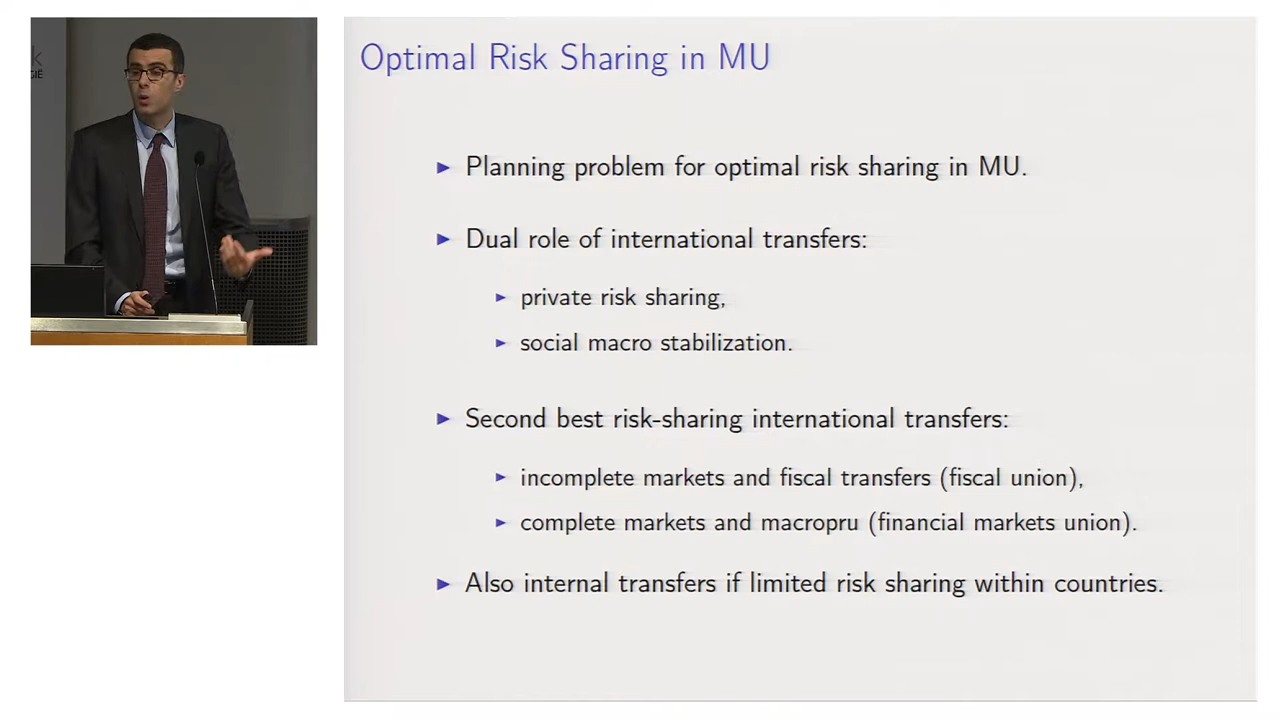 k
GIË
Optimal Risk Sharing in MU
Planning problem for optimal risk sharing in MU.
Dual role of international transfers:
private risk sharing,
social macro stabilization.
Second best risk-sharing international transfers:
incomplete markets and fiscal transfers (fiscal union),
complete markets and macropru (financial markets union).
Also internal transfers if limited risk sharing within countries.